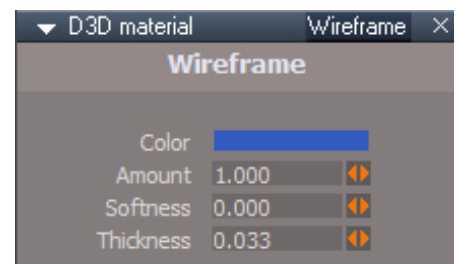 D3D material Wireframe
Wireframe
Color
Amount 1.000
Softness 0.000
Thickness 0.033